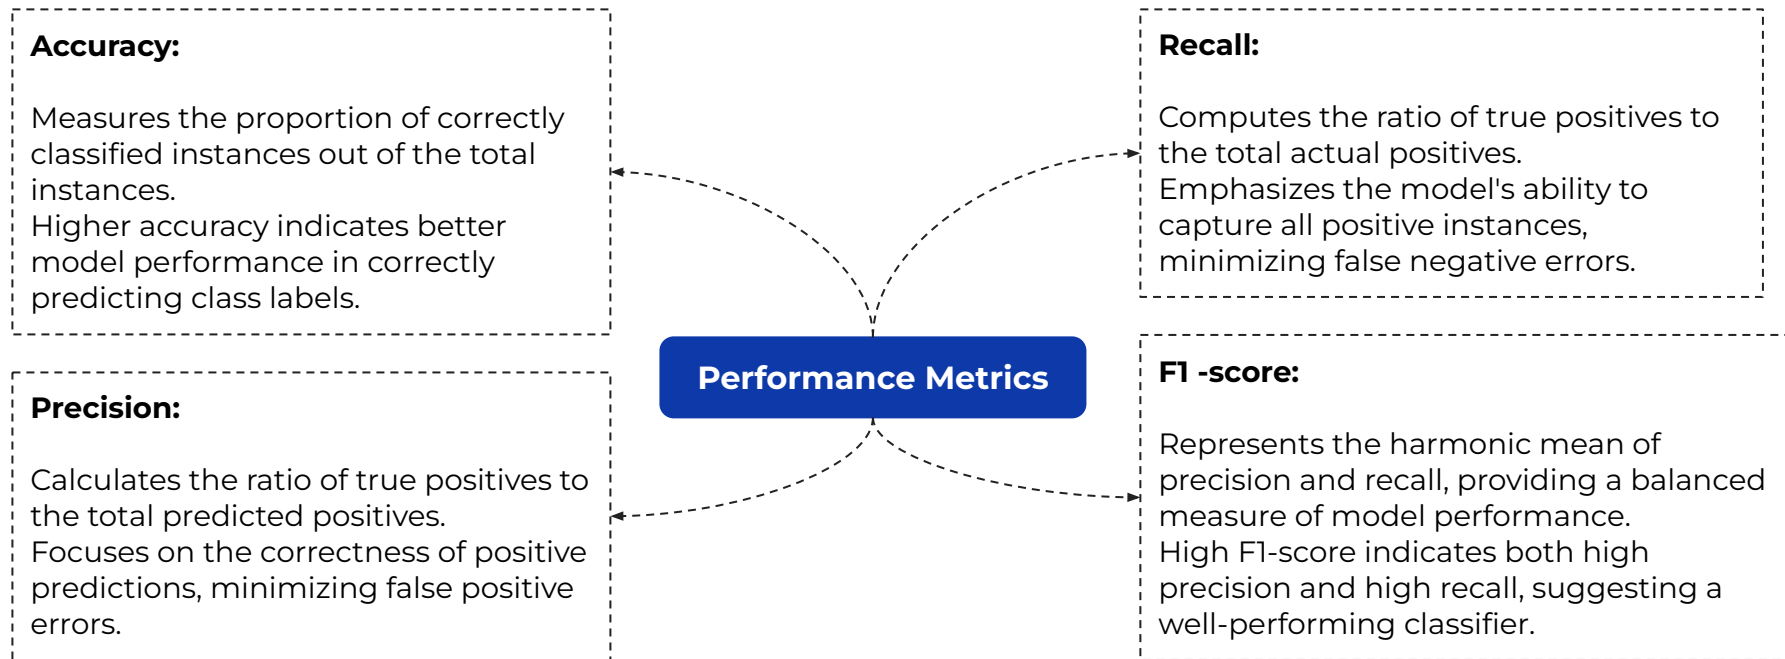 Accuracy:
Measures the proportion of correctly
classified instances out of the total
instances.
Higher accuracy indicates better
model performance in correctly
predicting class labels.
Recall:
Computes the ratio of true positives to
the total actual positives.
Emphasizes the model's ability to
capture all positive instances,
minimizing false negative errors.
Performance Metrics
Precision:
Calculates the ratio of true positives to
the total predicted positives.
Focuses on the correctness of positive
predictions, minimizing false positive
errors.
F1 -score:
Represents the harmonic mean of
precision and recall, providing a balanced
measure of model performance.
High F1-score indicates both high
precision and high recall, suggesting a
well-performing classifier.